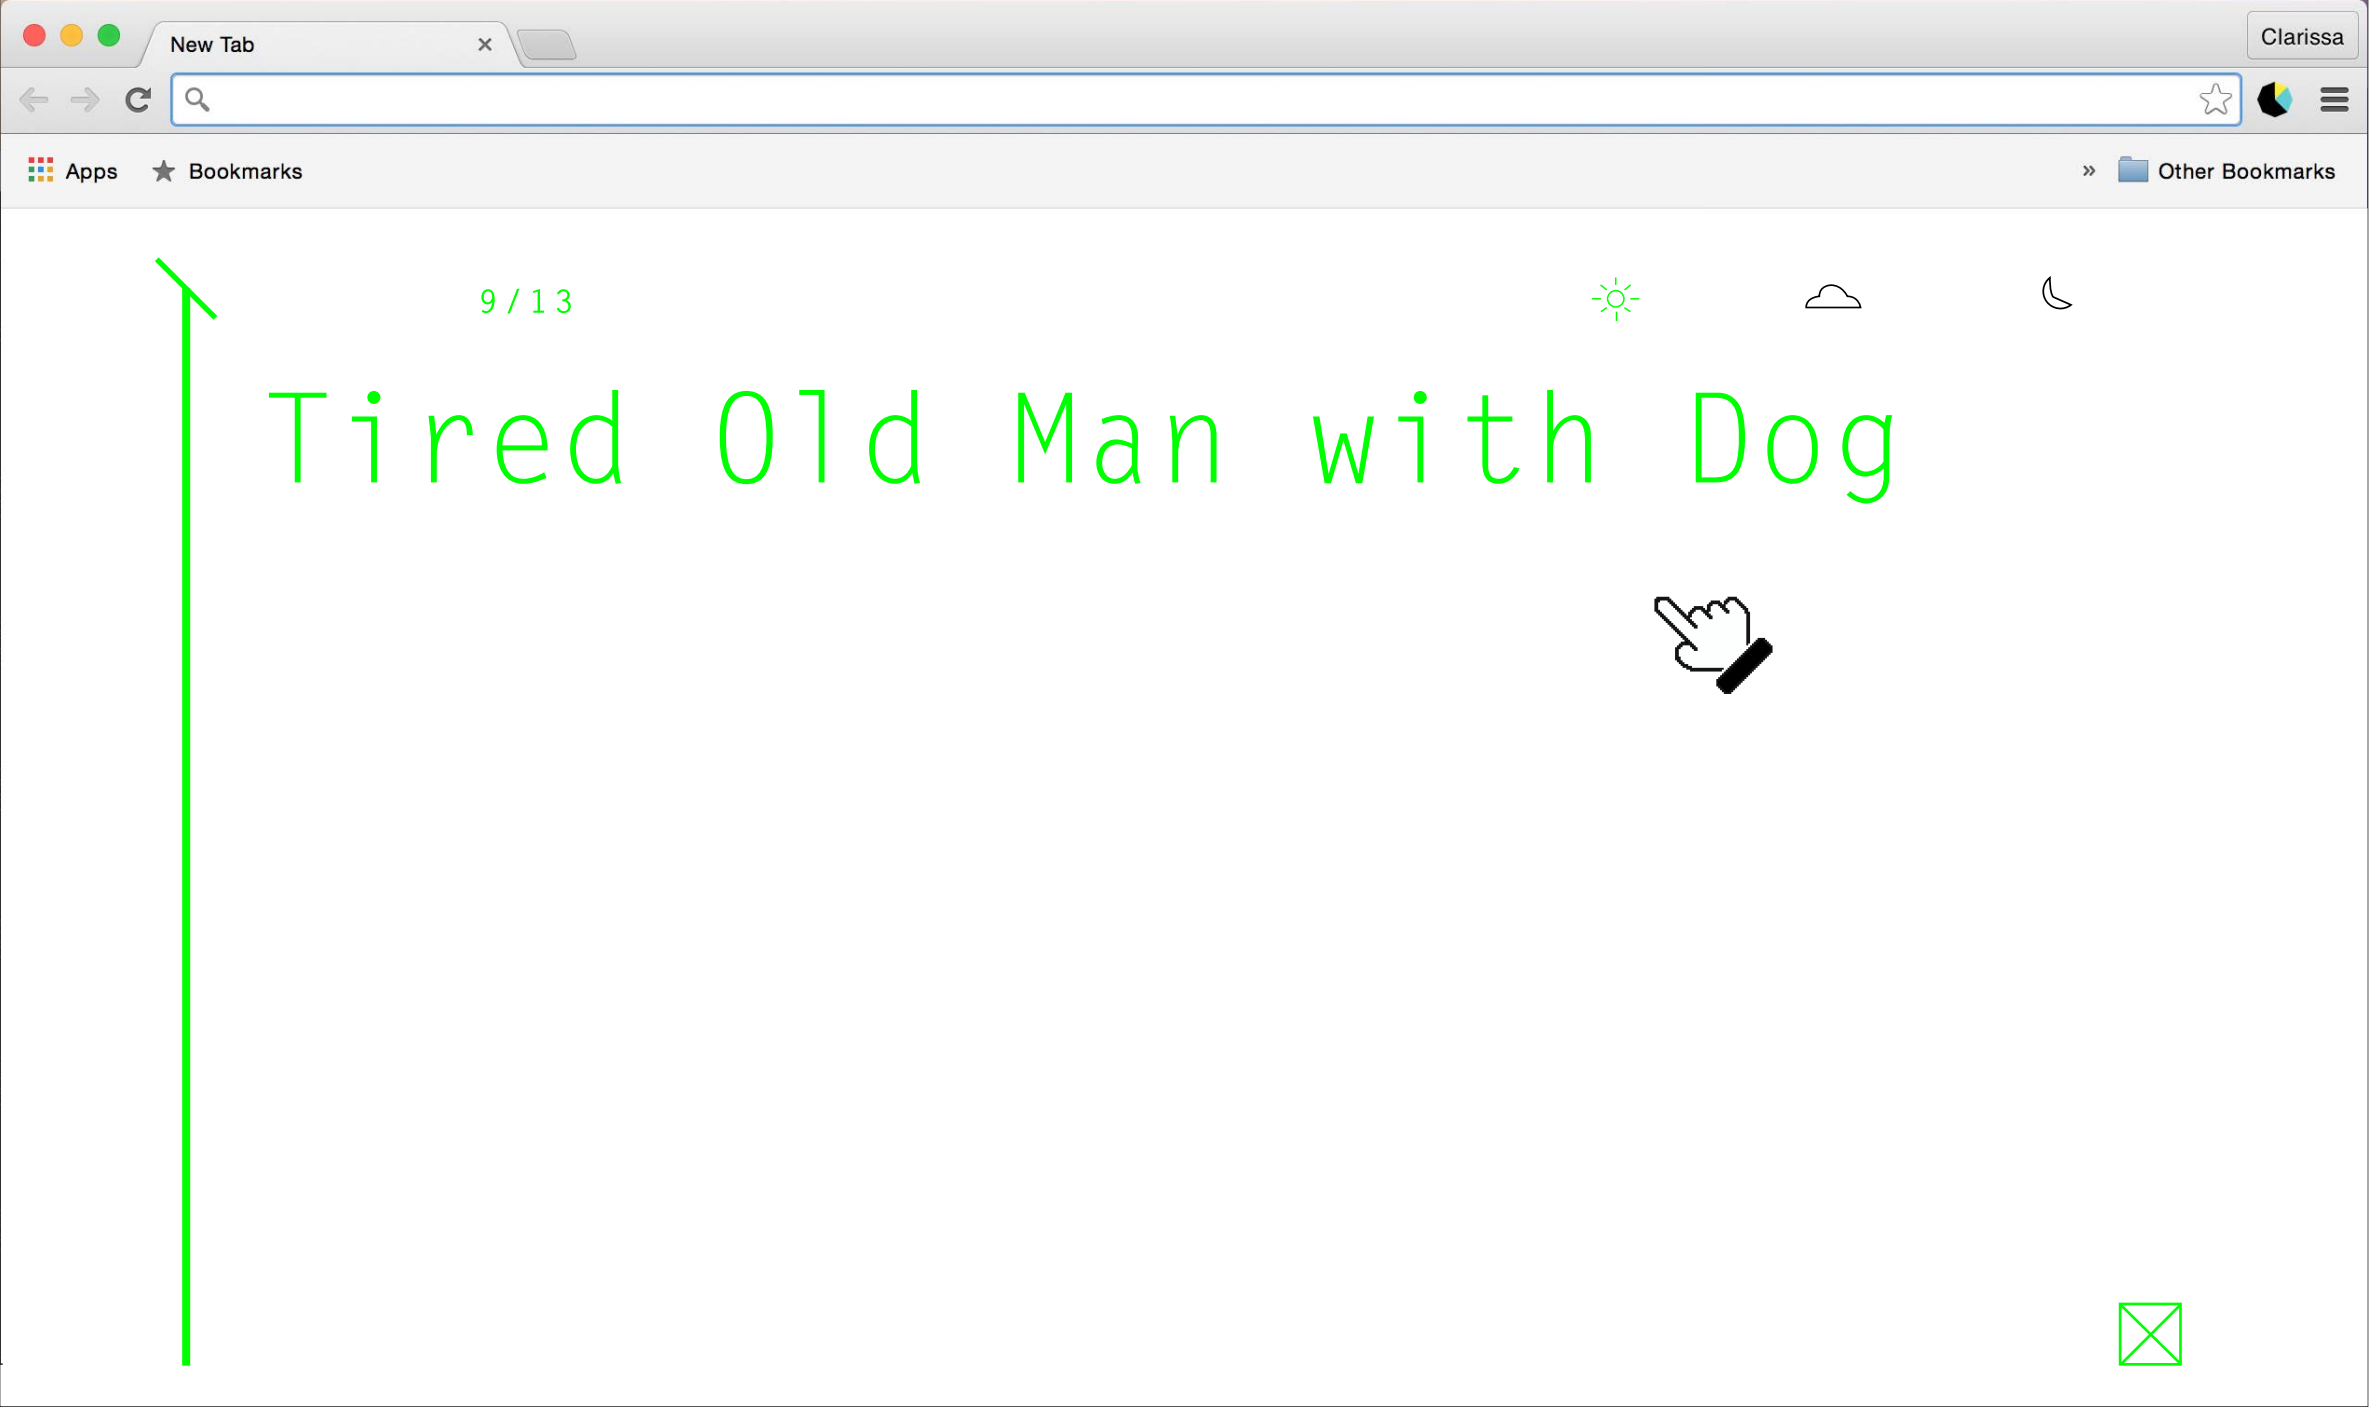 New Tab
Clarissa
Apps
Bookmarks
»
Other Bookmarks
9/13
Tired Old Man with Dog